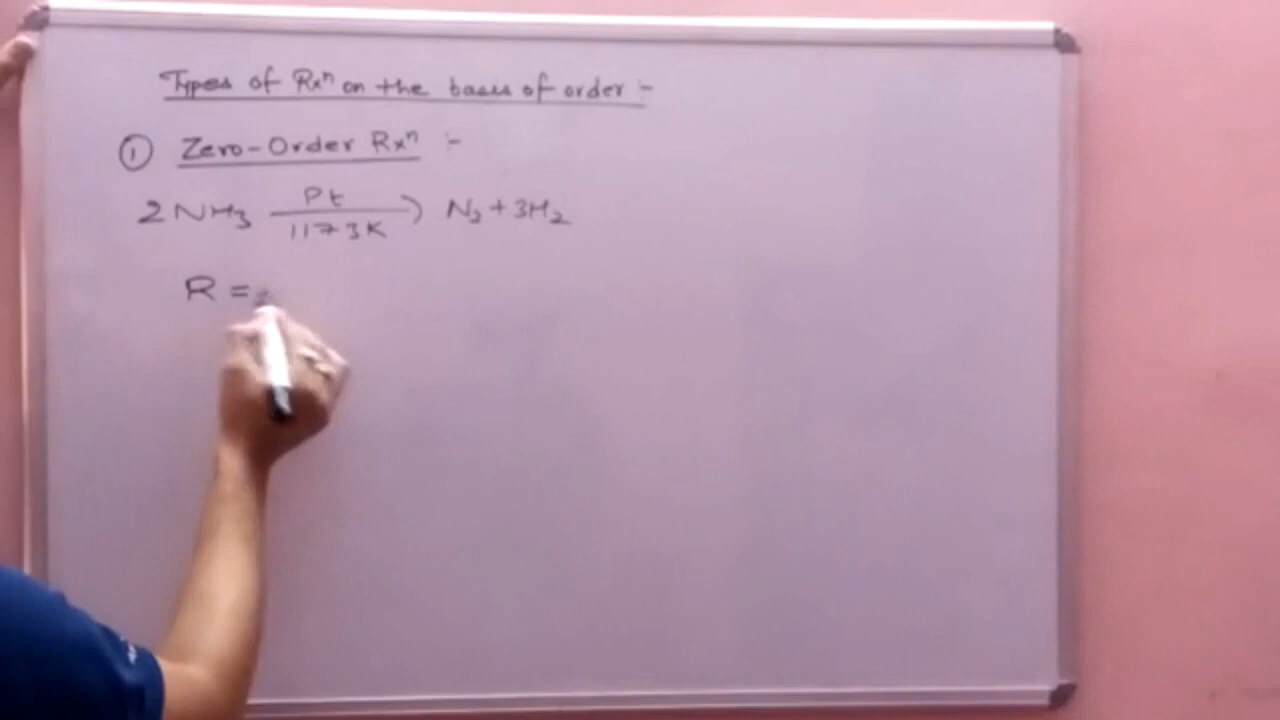 Types of Rxⁿ on the basis of order :-
① Zero-Order Rxⁿ :-
2NH₃ Pt/1173K → N₂ + 3H₂
R =